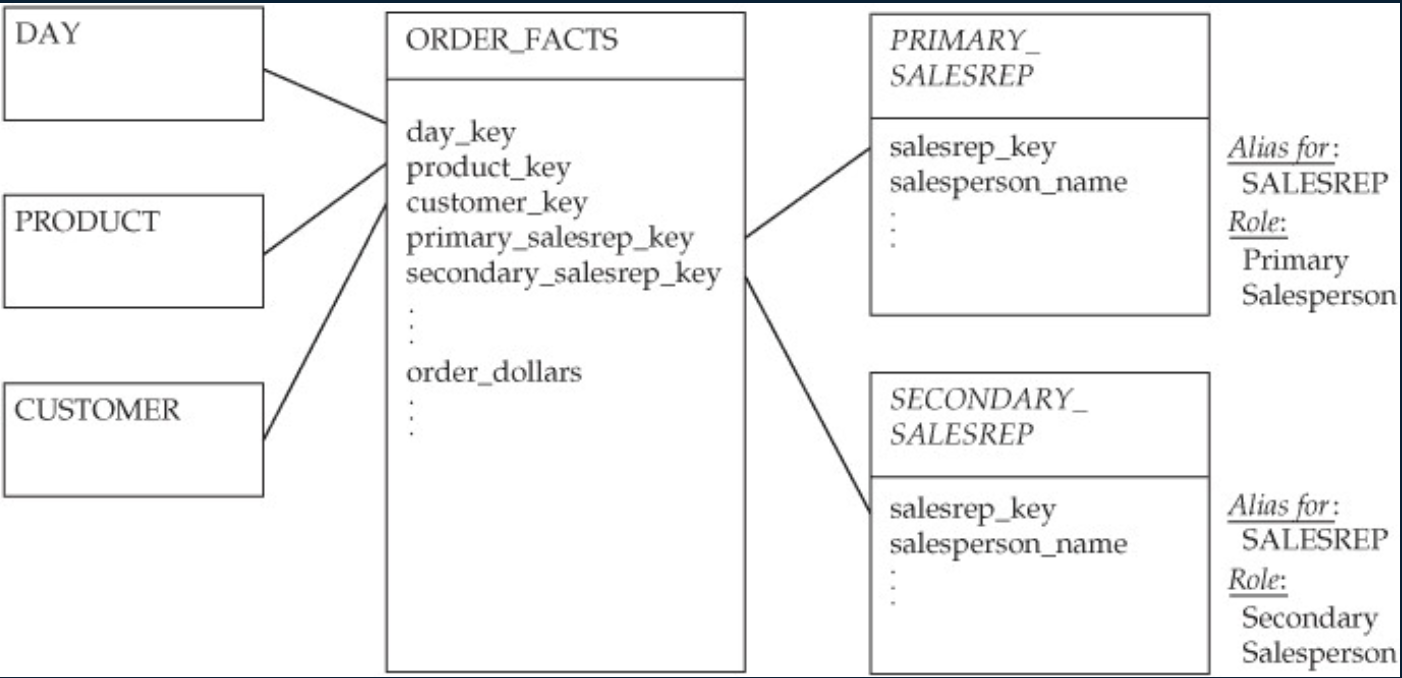 DAY
PRODUCT
CUSTOMER
ORDER_FACTS
day_key
product_key
customer_key
primary_salesrep_key
secondary_salesrep_key
.
.
.
order_dollars
.
.
.
PRIMARY_
SALESREP
salesrep_key
salesperson_name
.
.
.
Alias for:
SALESREP
Role:
Primary
Salesperson
SECONDARY_
SALESREP
salesrep_key
salesperson_name
.
.
.
Alias for:
SALESREP
Role:
Secondary
Salesperson